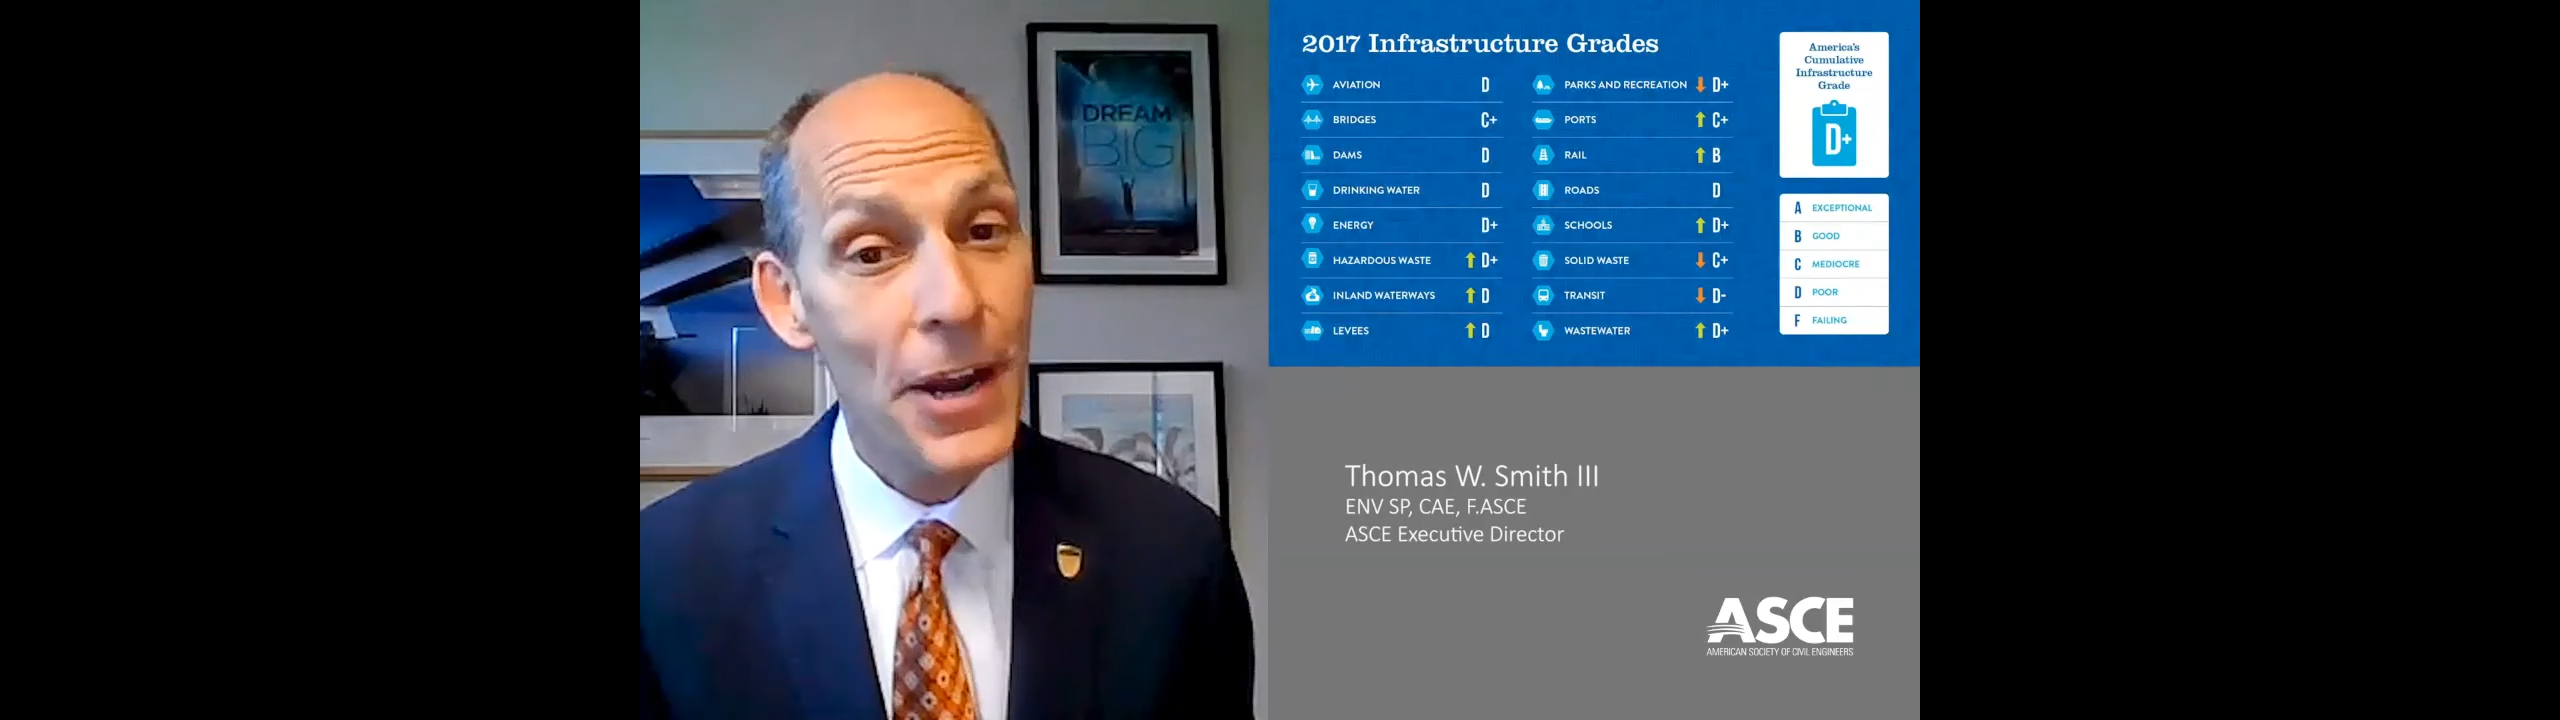 DREAM
BIG
2017 Infrastructure Grades
AVIATION D
BRIDGES C+
DAMS D
DRINKING WATER D
ENERGY D+
HAZARDOUS WASTE D+
INLAND WATERWAYS D
LEVEES D
PARKS AND RECREATION D+
PORTS C+
RAIL B
ROADS D
SCHOOLS D+
SOLID WASTE C+
TRANSIT D-
WASTEWATER D+
America's
Cumulative
Infrastructure
Grade
D+
A EXCEPTIONAL
B GOOD
C MEDIOCRE
D POOR
F FAILING
Thomas W. Smith III
ENV SP, CAE, F.ASCE
ASCE Executive Director
ASCE
AMERICAN SOCIETY OF CIVIL ENGINEERS